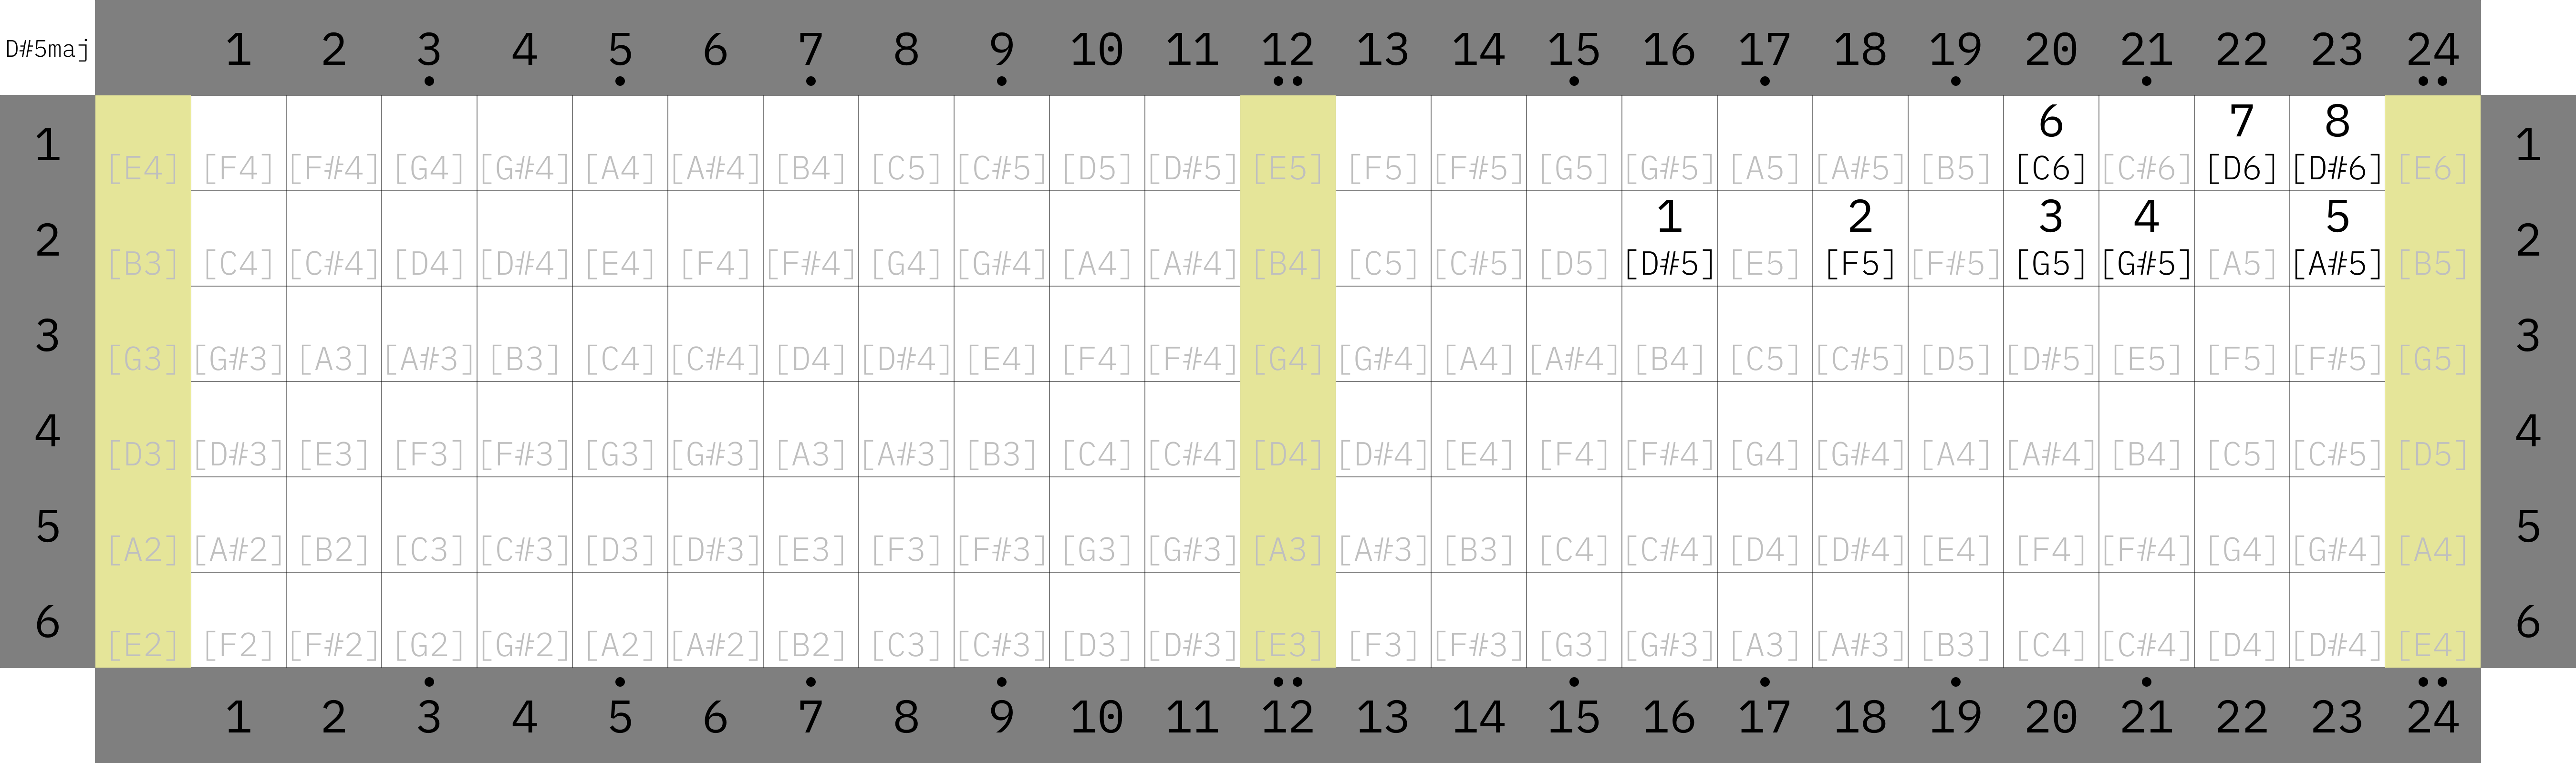 D#5maj 1 2 3 4 5 6 7 8 9 10 11 12 13 14 15 16 17 18 19 20 21 22 23 24
6 7 8
1 [E4] [F4] [F#4] [G4] [G#4] [A4] [A#4] [B4] [C5] [C#5] [D5] [D#5] [E5] [F5] [F#5] [G5] [G#5] [A5] [A#5] [B5] [C6] [C#6] [D6] [D#6] [E6] 1
1 2 3 4 5
2 [B3] [C4] [C#4] [D4] [D#4] [E4] [F4] [F#4] [G4] [G#4] [A4] [A#4] [B4] [C5] [C#5] [D5] [D#5] [E5] [F5] [F#5] [G5] [G#5] [A5] [A#5] [B5] 2
3 [G3] [G#3] [A3] [A#3] [B3] [C4] [C#4] [D4] [D#4] [E4] [F4] [F#4] [G4] [G#4] [A4] [A#4] [B4] [C5] [C#5] [D5] [D#5] [E5] [F5] [F#5] [G5] 3
4 [D3] [D#3] [E3] [F3] [F#3] [G3] [G#3] [A3] [A#3] [B3] [C4] [C#4] [D4] [D#4] [E4] [F4] [F#4] [G4] [G#4] [A4] [A#4] [B4] [C5] [C#5] [D5] 4
5 [A2] [A#2] [B2] [C3] [C#3] [D3] [D#3] [E3] [F3] [F#3] [G3] [G#3] [A3] [A#3] [B3] [C4] [C#4] [D4] [D#4] [E4] [F4] [F#4] [G4] [G#4] [A4] 5
6 [E2] [F2] [F#2] [G2] [G#2] [A2] [A#2] [B2] [C3] [C#3] [D3] [D#3] [E3] [F3] [F#3] [G3] [G#3] [A3] [A#3] [B3] [C4] [C#4] [D4] [D#4] [E4] 6
1 2 3 4 5 6 7 8 9 10 11 12 13 14 15 16 17 18 19 20 21 22 23 24